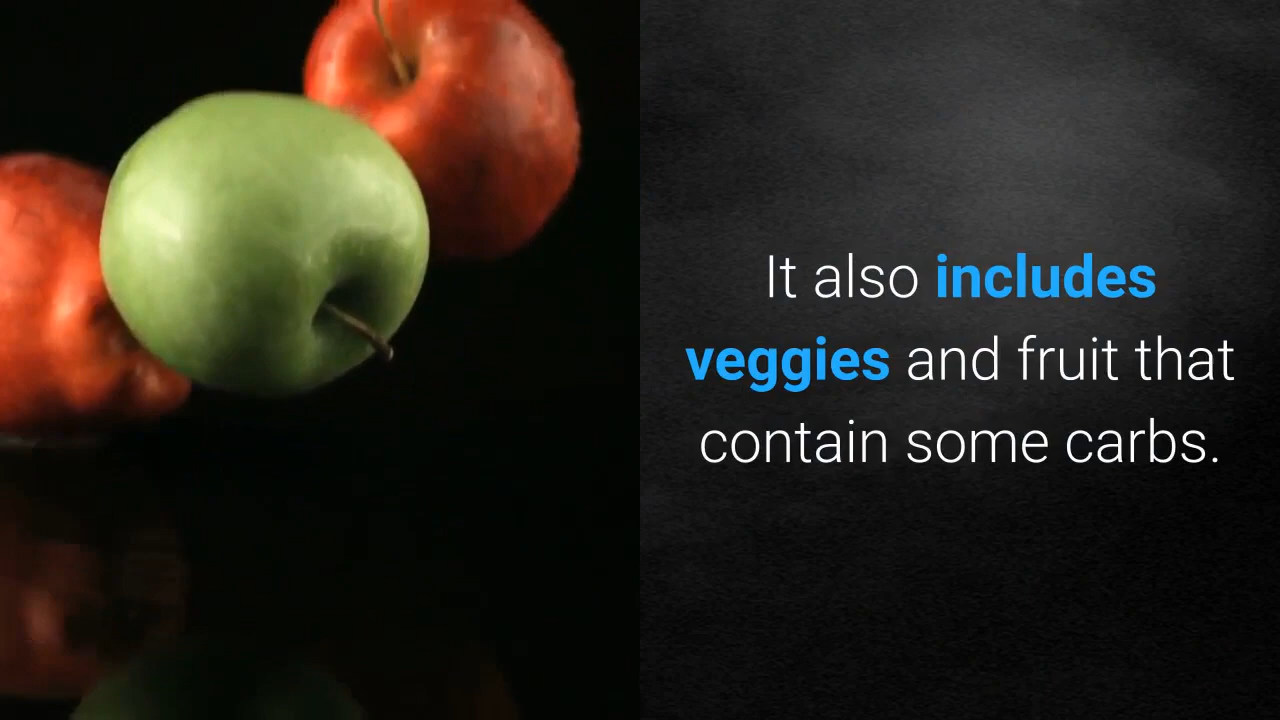 It also includes
veggies and fruit that
contain some carbs.